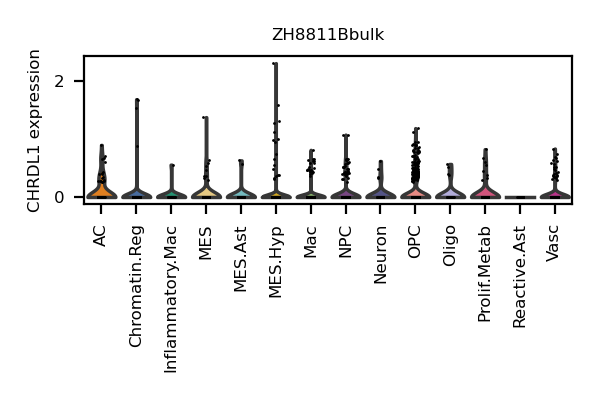 ZH8811Bbulk
CHRDL1 expression
2
0
AC
Chromatin.Reg
Inflammatory.Mac
MES
MES.Ast
MES.Hyp
Mac
NPC
Neuron
OPC
Oligo
Prolif.Metab
Reactive.Ast
Vasc